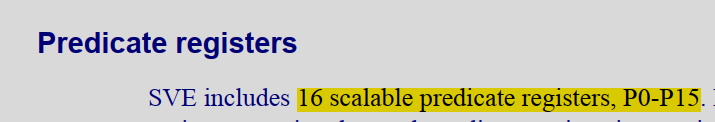 Predicate registers
SVE includes 16 scalable predicate registers, P0-P15.